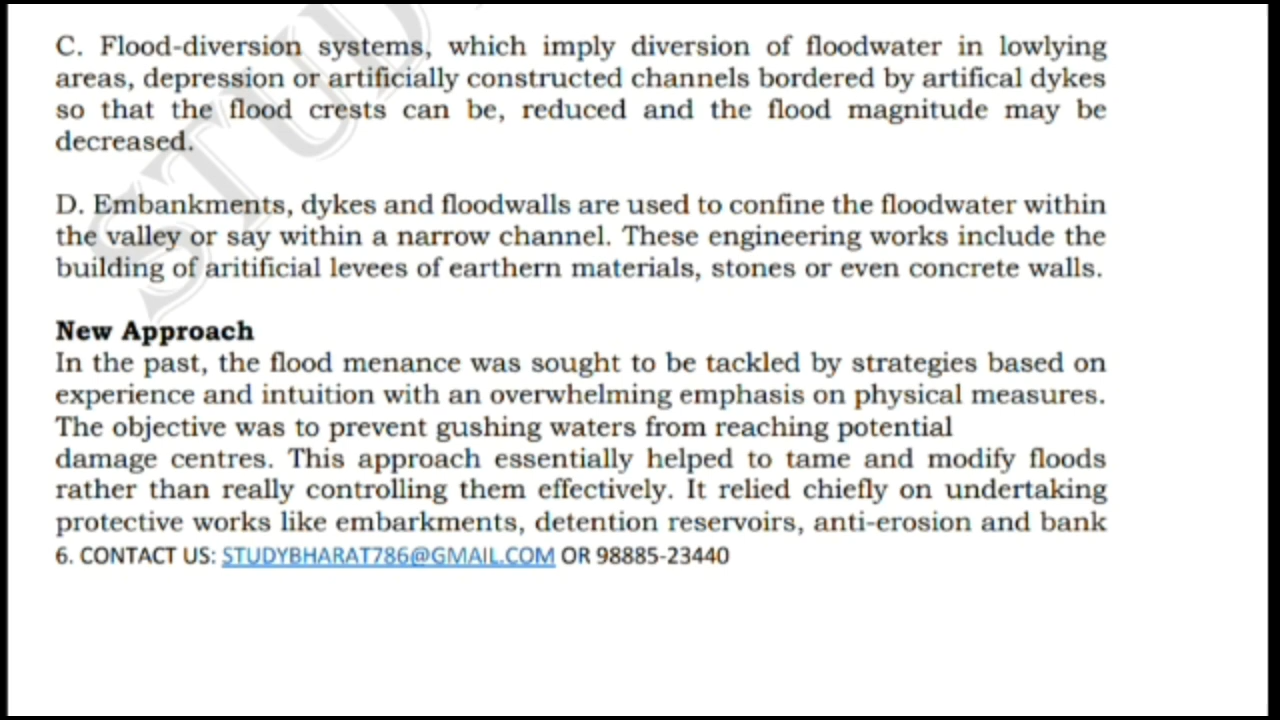 C. Flood-diversion systems, which imply diversion of floodwater in lowlying
areas, depression or artificially constructed channels bordered by artifical dykes
so that the flood crests can be, reduced and the flood magnitude may be
decreased.
D. Embankments, dykes and floodwalls are used to confine the floodwater within
the valley or say within a narrow channel. These engineering works include the
building of aritificial levees of earthern materials, stones or even concrete walls.
New Approach
In the past, the flood menance was sought to be tackled by strategies based on
experience and intuition with an overwhelming emphasis on physical measures.
The objective was to prevent gushing waters from reaching potential
damage centres. This approach essentially helped to tame and modify floods
rather than really controlling them effectively. It relied chiefly on undertaking
protective works like embarkments, detention reservoirs, anti-erosion and bank
6. CONTACT US: STUDYBHARAT786@GMAIL.COM OR 98885-23440
STUD